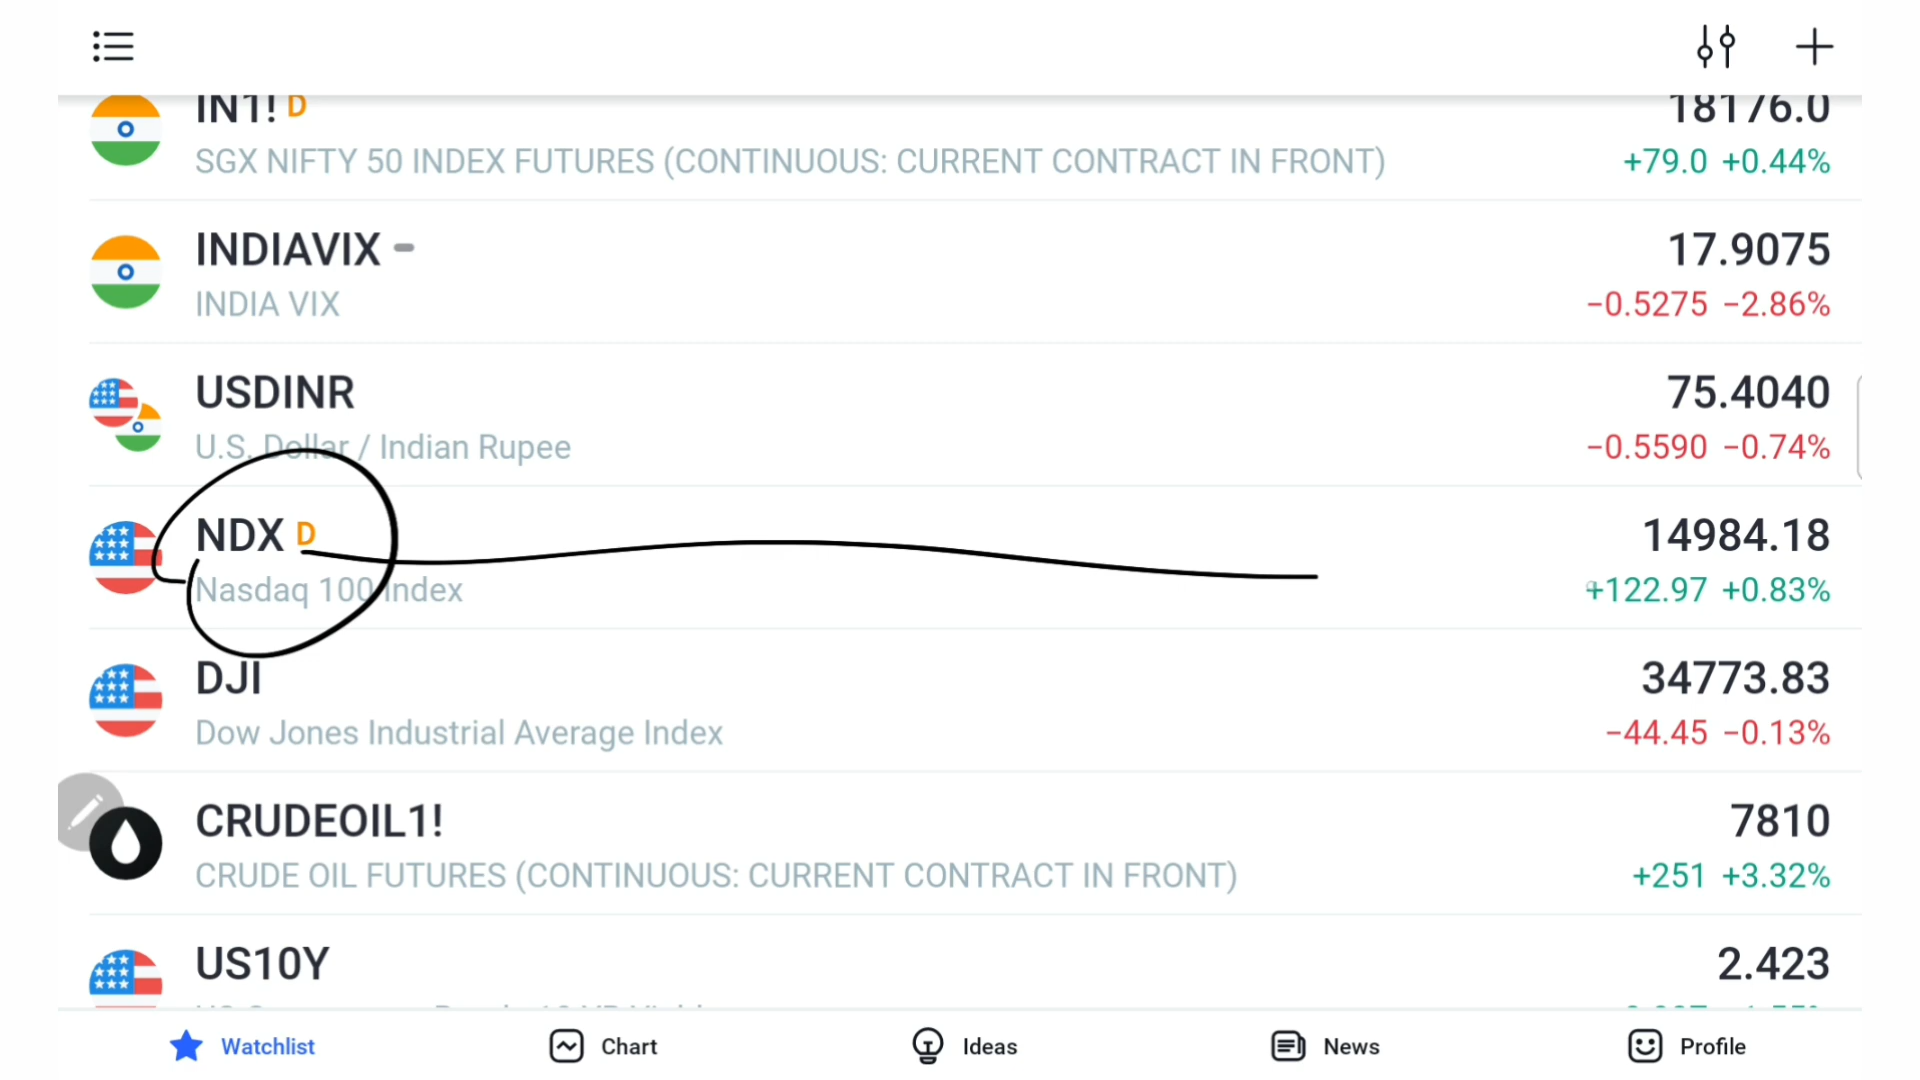 IN1! D
18176.0
SGX NIFTY 50 INDEX FUTURES (CONTINUOUS: CURRENT CONTRACT IN FRONT)
+79.0 +0.44%
INDIAVIX
17.9075
INDIA VIX
−0.5275 −2.86%
USDINR
75.4040
U.S. Dollar / Indian Rupee
−0.5590 −0.74%
NDX D
14984.18
Nasdaq 100 Index
+122.97 +0.83%
DJI
34773.83
Dow Jones Industrial Average Index
−44.45 −0.13%
CRUDEOIL1!
7810
CRUDE OIL FUTURES (CONTINUOUS: CURRENT CONTRACT IN FRONT)
+251 +3.32%
US10Y
2.423
Watchlist
Chart
Ideas
News
Profile